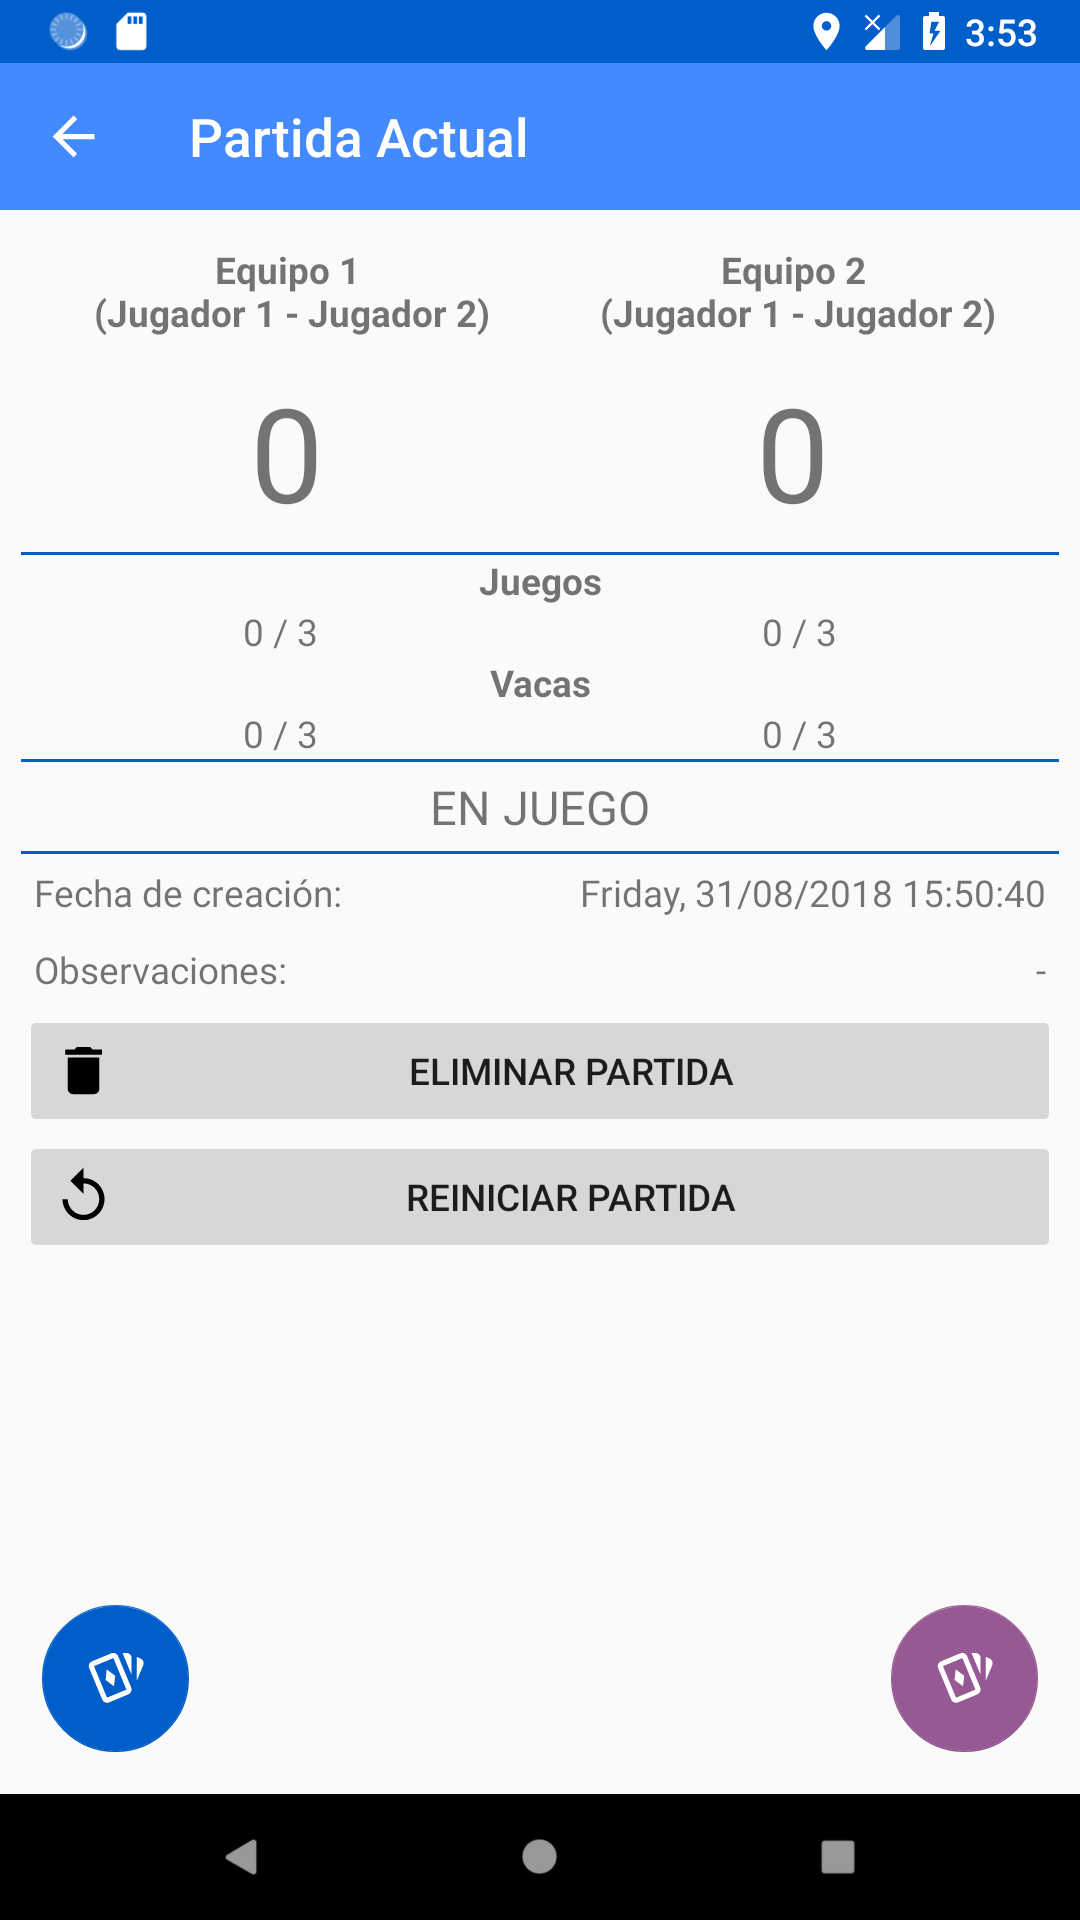 3:53
Partida Actual
Equipo 1
(Jugador 1 - Jugador 2)
Equipo 2
(Jugador 1 - Jugador 2)
0
0
Juegos
0 / 3
0 / 3
Vacas
0 / 3
0 / 3
EN JUEGO
Fecha de creación:
Friday, 31/08/2018 15:50:40
Observaciones:
-
ELIMINAR PARTIDA
REINICIAR PARTIDA